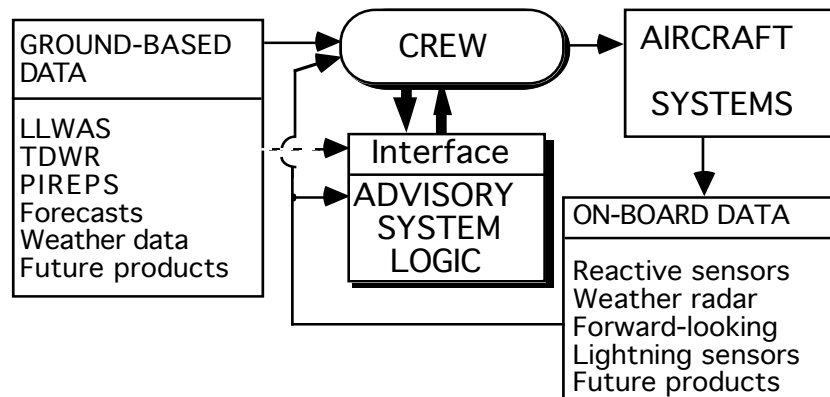 GROUND-BASED
DATA
LLWAS
TDWR
PIREPS
Forecasts
Weather data
Future products
CREW
Interface
ADVISORY
SYSTEM
LOGIC
AIRCRAFT
SYSTEMS
ON-BOARD DATA
Reactive sensors
Weather radar
Forward-looking
Lightning sensors
Future products